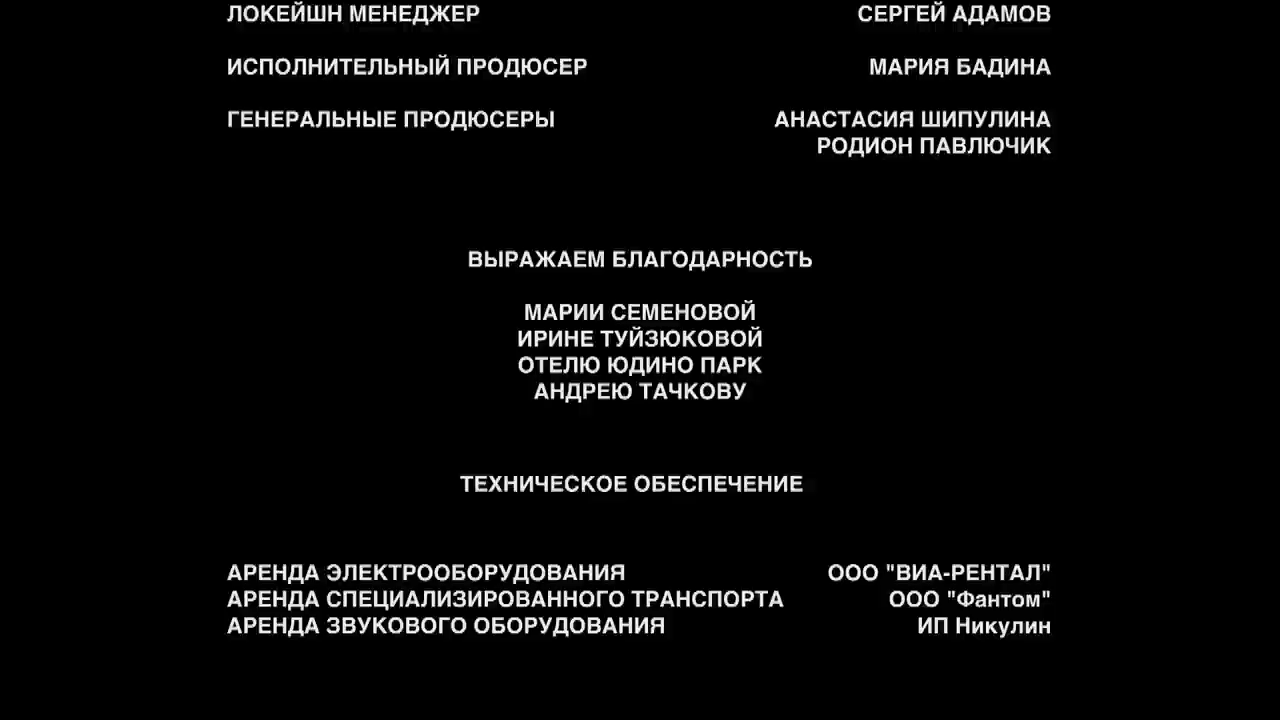 ЛОКЕЙШН МЕНЕДЖЕР СЕРГЕЙ АДАМОВ
ИСПОЛНИТЕЛЬНЫЙ ПРОДЮСЕР МАРИЯ БАДИНА
ГЕНЕРАЛЬНЫЕ ПРОДЮСЕРЫ АНАСТАСИЯ ШИПУЛИНА
РОДИОН ПАВЛЮЧИК
ВЫРАЖАЕМ БЛАГОДАРНОСТЬ
МАРИИ СЕМЕНОВОЙ
ИРИНЕ ТУЙЗЮКОВОЙ
ОТЕЛЮ ЮДИНО ПАРК
АНДРЕЮ ТАЧКОВУ
ТЕХНИЧЕСКОЕ ОБЕСПЕЧЕНИЕ
АРЕНДА ЭЛЕКТРООБОРУДОВАНИЯ ООО "ВИА-РЕНТАЛ"
АРЕНДА СПЕЦИАЛИЗИРОВАННОГО ТРАНСПОРТА ООО "Фантом"
АРЕНДА ЗВУКОВОГО ОБОРУДОВАНИЯ ИП Никулин